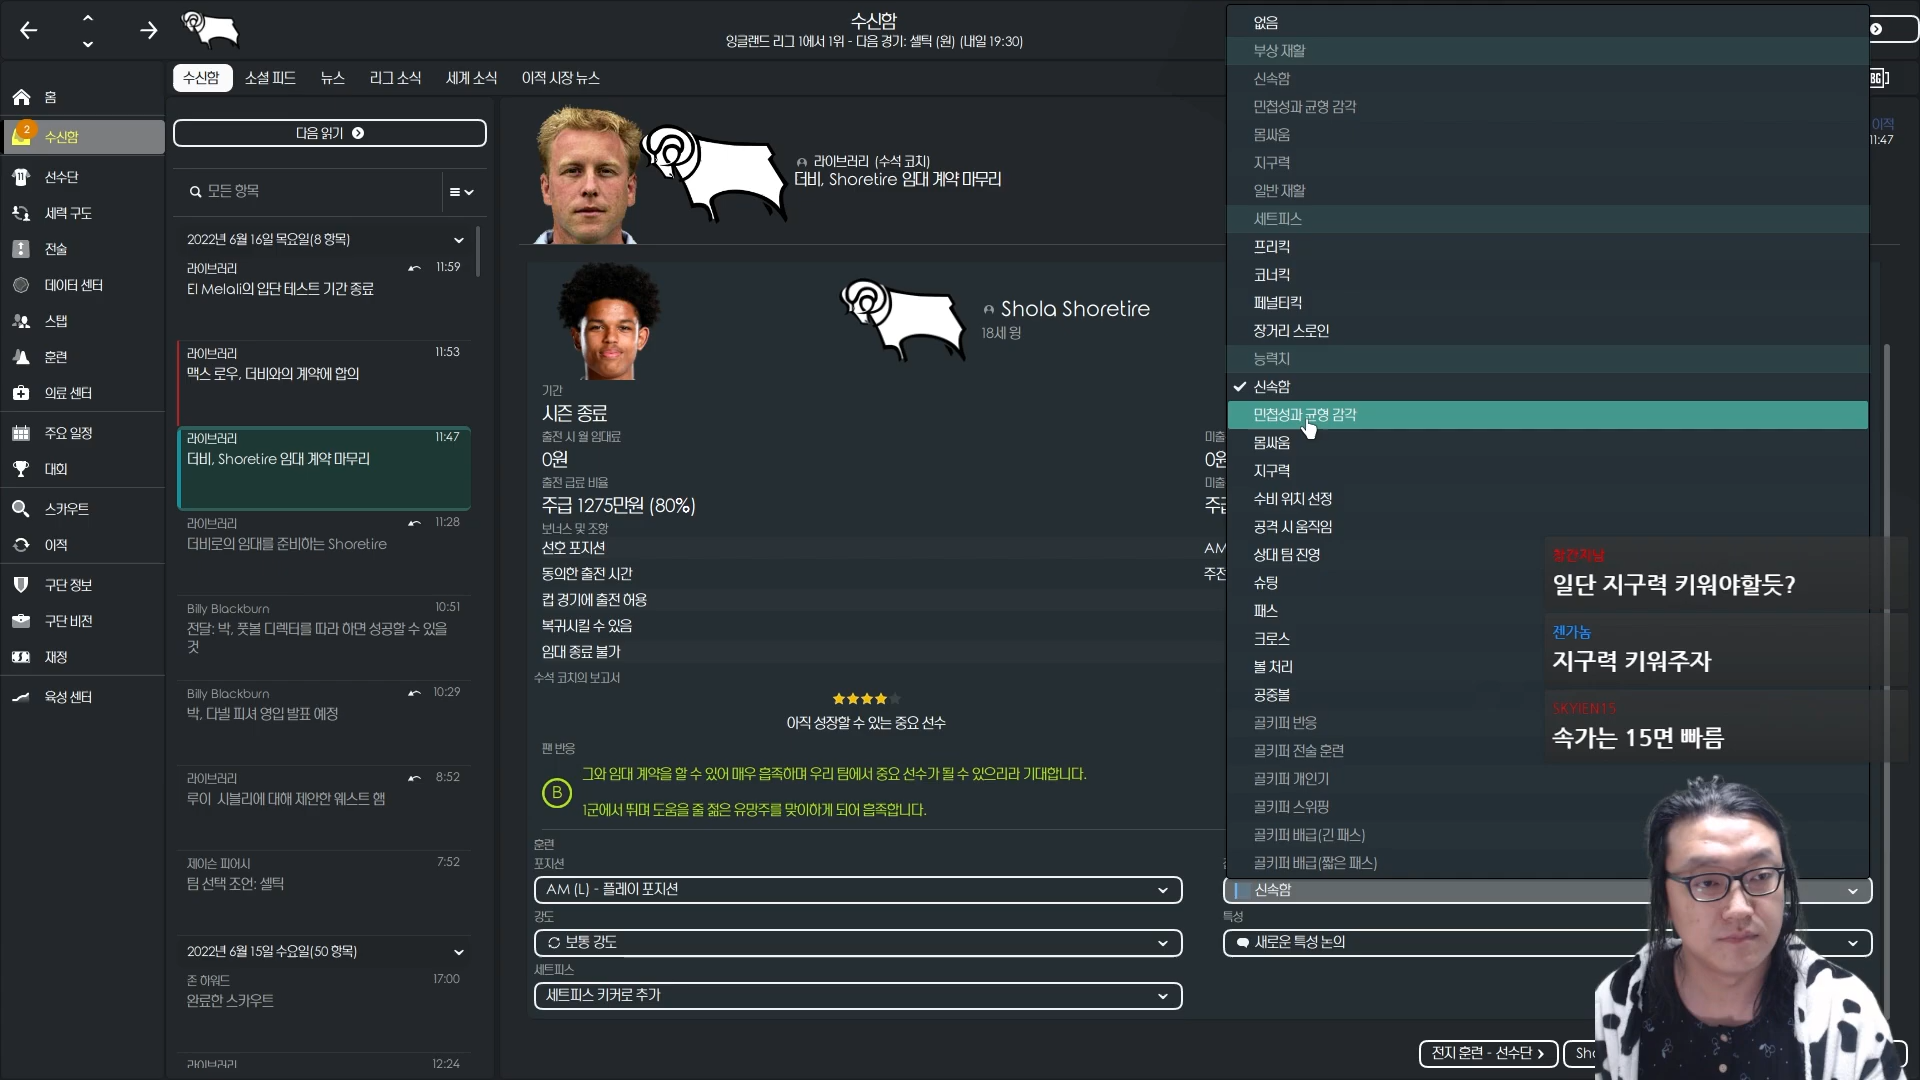 수신함
잉글랜드 리그 1에서 1위 - 다음 경기: 셀틱 (원) (내일 19:30)
홈
2
수신함
선수단
세력 구도
전술
데이터 센터
스탭
훈련
의료 센터
주요 일정
대회
스카우트
이적
구단 정보
구단 비전
재정
육성 센터
수신함 소셜 피드 뉴스 리그 소식 세계 소식 이적 시장 뉴스
다음 읽기
모든 항목
2022년 6월 16일 목요일(8 항목)
라이브러리 11:59
El Melali의 입단 테스트 기간 종료
라이브러리 11:53
맥스 로우, 더비와의 계약에 합의
라이브러리 11:47
더비, Shoretire 임대 계약 마무리
라이브러리 11:28
더비로의 임대를 준비하는 Shoretire
Billy Blackburn 10:51
전달: 박, 풋볼 디렉터를 따라 하면 성공할 수 있을
것
Billy Blackburn 10:29
박, 다넬 피셔 영입 발표 예정
라이브러리 8:52
루이 시블리에 대해 제안한 웨스트 햄
제이슨 피어시 7:52
팀 선택 조언: 셀틱
2022년 6월 15일 수요일(50 항목)
존 하워드 17:00
완료한 스카우트
라이브러리 12:24
라이브러리 (수석 코치)
더비, Shoretire 임대 계약 마무리
이적
11:47
Shola Shoretire
18세 윙
기간
시즌 종료
출전 시 월 임대료
0원
0원
출전 급료 비율
주급 1275만원 (80%)
보너스 및 조항
선호 포지션 AM
동의한 출전 시간 주전
컵 경기에 출전 허용
복귀시킬 수 있음
임대 종료 불가
수석 코치의 보고서
아직 성장할 수 있는 중요 선수
팬 반응
B
그와 임대 계약을 할 수 있어 매우 흡족하며 우리 팀에서 중요 선수가 될 수 있으리라 기대합니다.
1군에서 뛰며 도움을 줄 젊은 유망주를 맞이하게 되어 흡족합니다.
훈련
포지션
AM (L) - 플레이 포지션
강도
보통 강도
세트피스
세트피스 키커로 추가
없음
부상 재활
신속함
민첩성과 균형 감각
몸싸움
지구력
일반 재활
세트피스
프리킥
코너킥
페널티킥
장거리 스로인
능력치
신속함
민첩성과 균형 감각
몸싸움
지구력
수비 위치 선정
공격 시 움직임
상대 팀 진영
슈팅
패스
크로스
볼 처리
공중볼
골키퍼 반응
골키퍼 전술 훈련
골키퍼 개인기
골키퍼 스위핑
골키퍼 배급(긴 패스)
골키퍼 배급(짧은 패스)
신속함
특성
새로운 특성 논의
전지 훈련 - 선수단
일단 지구력 키워야할듯?
젠가놈
지구력 키워주자
SKYIEN15
속가는 15면 빠름